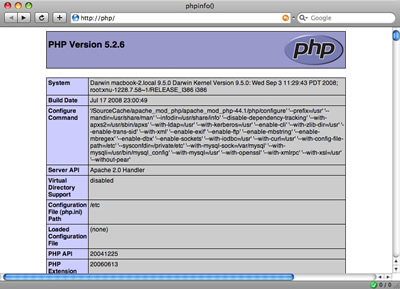 phpinfo()
http://php/
Google
PHP Version 5.2.6
php
System
Darwin macbook-2.local 9.5.0 Darwin Kernel Version 9.5.0: Wed Sep 3 11:29:43 PDT 2008;
root:xnu-1228.7.58~1/RELEASE_I386 i386
Build Date
Jul 17 2008 23:00:49
Configure
Command
'/SourceCache/apache_mod_php/apache_mod_php-44.1/php/configure' '--prefix=/usr' '--
mandir=/usr/share/man' '--infodir=/usr/share/info' '--disable-dependency-tracking' '--with-
apxs2=/usr/sbin/apxs' '--with-ldap=/usr' '--with-kerberos=/usr' '--enable-cli' '--with-zlib-dir=/usr' '-
-enable-trans-sid' '--with-xml' '--enable-exif' '--enable-ftp' '--enable-mbstring' '--enable-
mbregex' '--enable-dbx' '--enable-sockets' '--with-iodbc=/usr' '--with-curl=/usr' '--with-config-file-
path=/etc' '--sysconfdir=/private/etc' '--with-mysql-sock=/var/mysql' '--with-
mysqli=/usr/bin/mysql_config' '--with-mysql=/usr' '--with-openssl' '--with-xmlrpc' '--with-xsl=/usr' '-
-without-pear'
Server API
Apache 2.0 Handler
Virtual
Directory
Support
disabled
Configuration
File (php.ini)
Path
/etc
Loaded
Configuration
File
(none)
PHP API
20041225
PHP
Extension
20060613
0 / 0